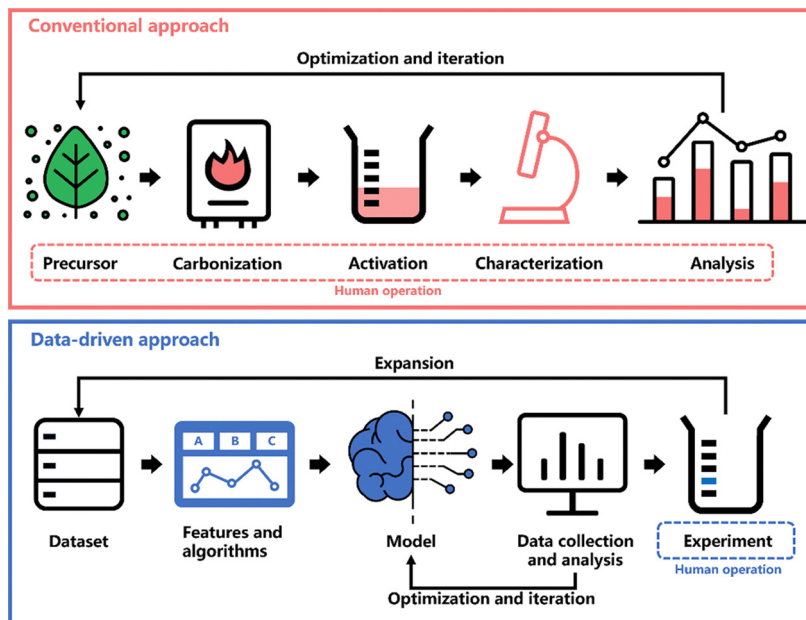 Conventional approach
Optimization and iteration
Precursor
Carbonization
Activation
Characterization
Analysis
Human operation
Data-driven approach
Expansion
A B C
Dataset
Features and
algorithms
Model
Data collection
and analysis
Experiment
Human operation
Optimization and iteration